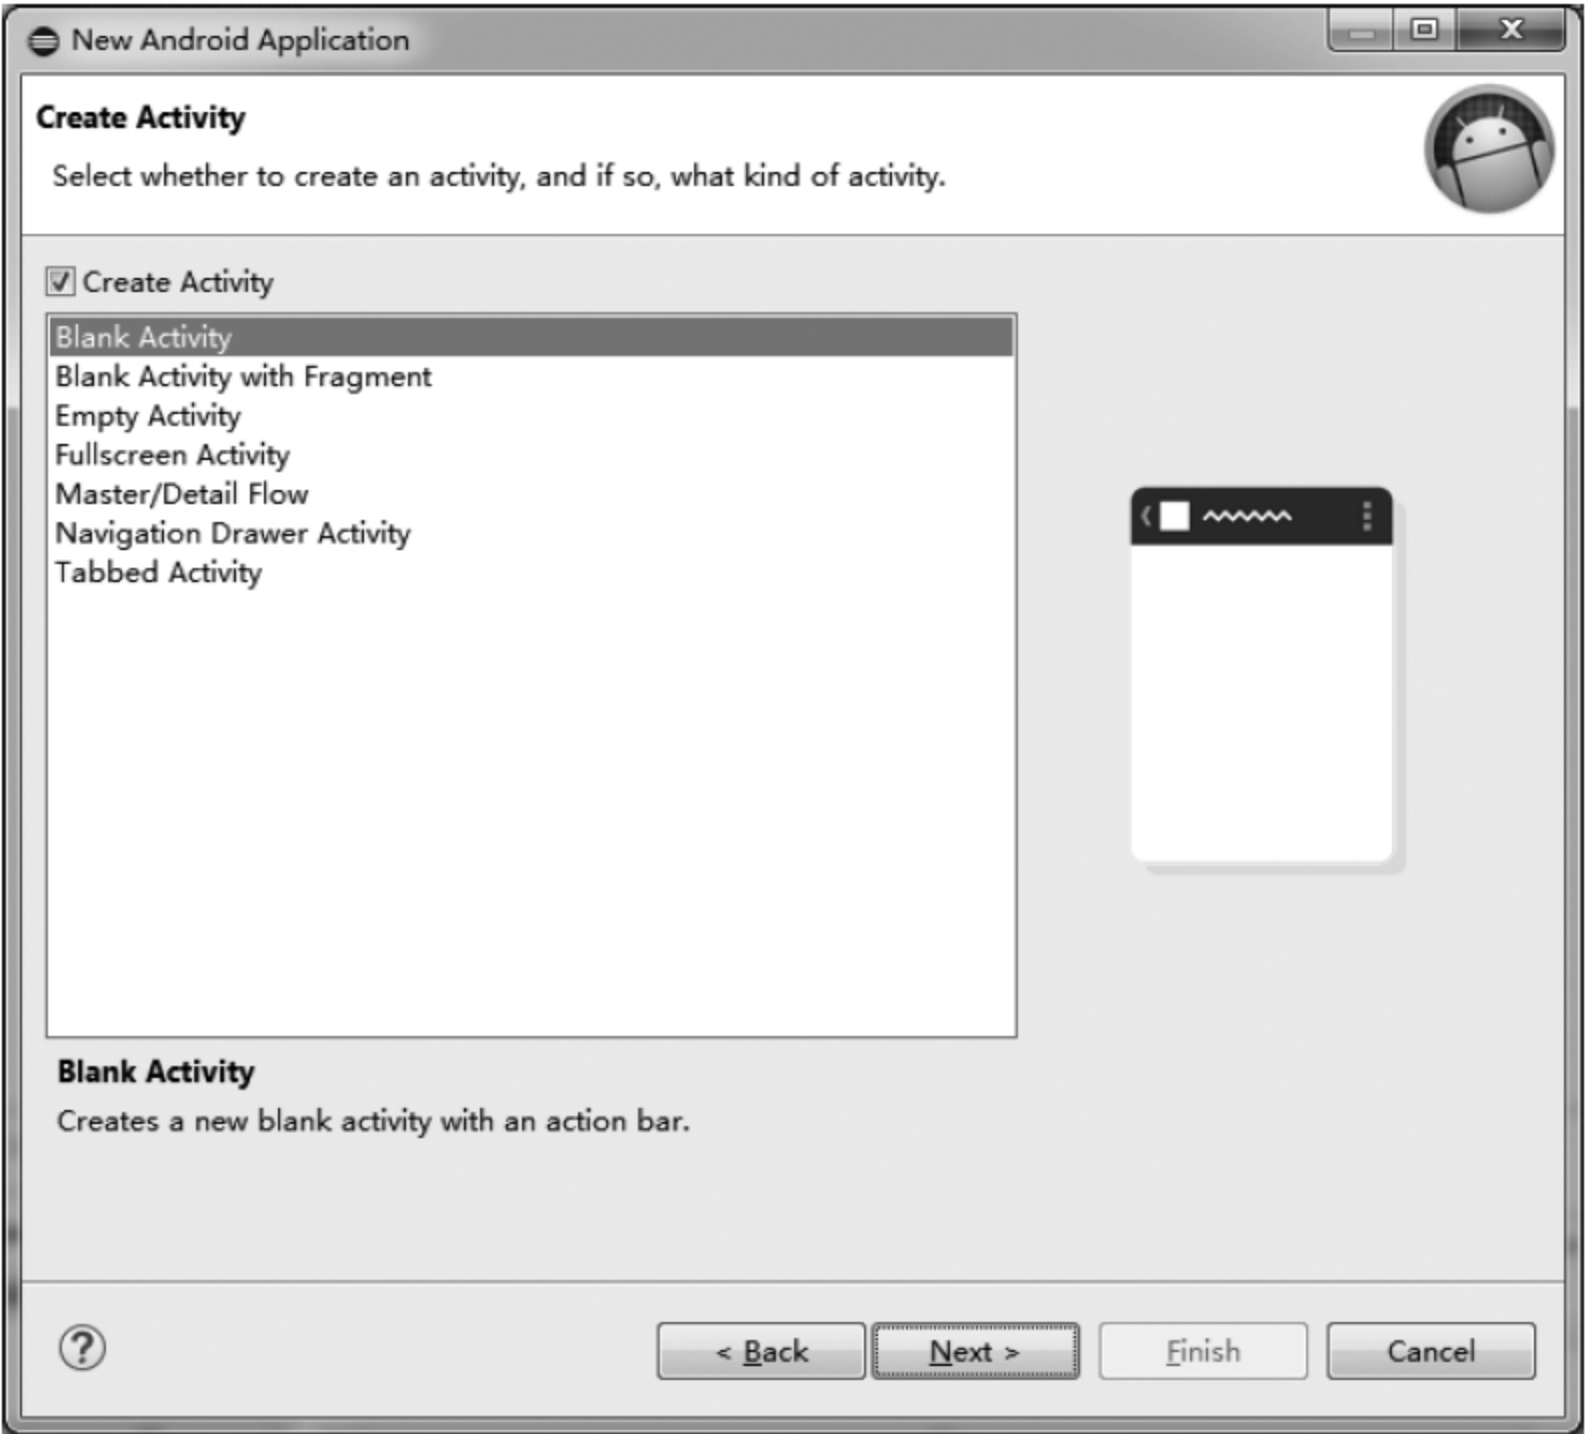 New Android Application
Create Activity
Select whether to create an activity, and if so, what kind of activity.
Create Activity
Blank Activity
Blank Activity with Fragment
Empty Activity
Fullscreen Activity
Master/Detail Flow
Navigation Drawer Activity
Tabbed Activity
Blank Activity
Creates a new blank activity with an action bar.
? < Back Next > Finish Cancel